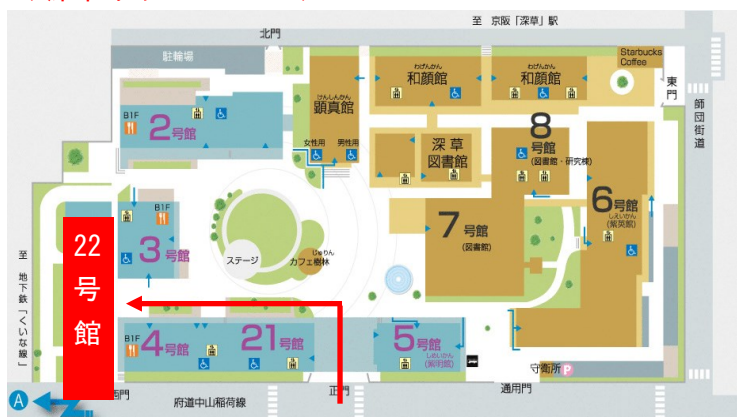 至 京阪「深草」駅
北門
駐輪場
Starbucks
Coffee
わげんかん
和顔館
わげんかん
和顔館
東門
けんしんかん
顕真館
師団街道
B1F
2号館
女性用
男性用
深草
図書館
8
号館
(図書館・研究棟)
6号館
しえいかん
(紫英館)
7号館
(図書館)
B1F
3号館
22
号
館
ステージ
じゅりん
カフェ樹林
至 地下鉄「くいな線」
B1F
4号館
21号館
5号館
しめいかん
(紫明館)
守衛所
P
A
西門
府道中山稲荷線
正門
通用門